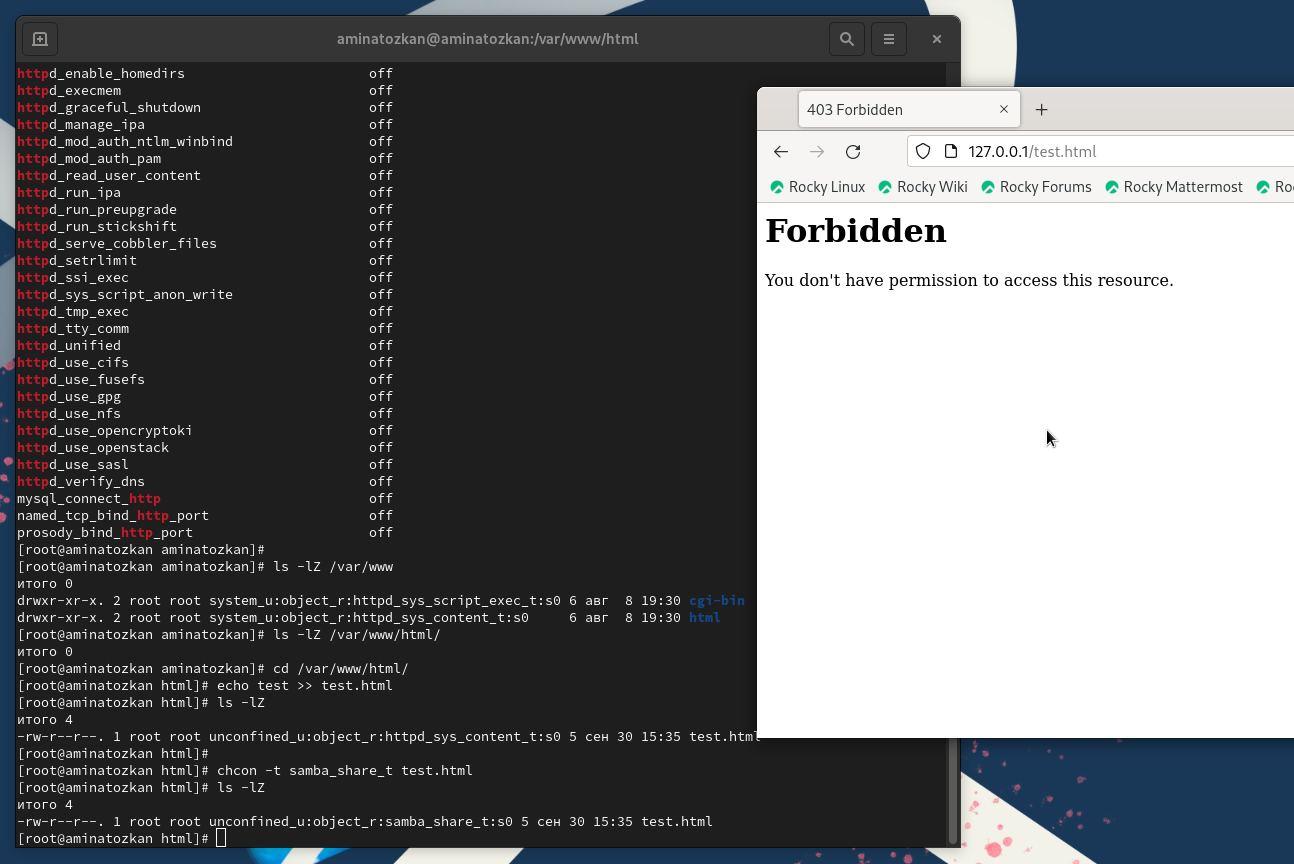 aminatozkan@aminatozkan:/var/www/html
httpd_enable_homedirs off
httpd_execmem off
httpd_graceful_shutdown off
httpd_manage_ipa off
httpd_mod_auth_ntlm_winbind off
httpd_mod_auth_pam off
httpd_read_user_content off
httpd_run_ipa off
httpd_run_preupgrade off
httpd_run_stickshift off
httpd_serve_cobbler_files off
httpd_setrlimit off
httpd_ssi_exec off
httpd_sys_script_anon_write off
httpd_tmp_exec off
httpd_tty_comm off
httpd_unified off
httpd_use_cifs off
httpd_use_fusefs off
httpd_use_gpg off
httpd_use_nfs off
httpd_use_opencryptoki off
httpd_use_openstack off
httpd_use_sasl off
httpd_verify_dns off
mysql_connect_http off
named_tcp_bind_http_port off
prosody_bind_http_port off
[root@aminatozkan aminatozkan]#
[root@aminatozkan aminatozkan]# ls -lZ /var/www
итого 0
drwxr-xr-x. 2 root root system_u:object_r:httpd_sys_script_exec_t:s0 6 авг  8 19:30 cgi-bin
drwxr-xr-x. 2 root root system_u:object_r:httpd_sys_content_t:s0     6 авг  8 19:30 html
[root@aminatozkan aminatozkan]# ls -lZ /var/www/html/
итого 0
[root@aminatozkan aminatozkan]# cd /var/www/html/
[root@aminatozkan html]# echo test >> test.html
[root@aminatozkan html]# ls -lZ
итого 4
-rw-r--r--. 1 root root unconfined_u:object_r:httpd_sys_content_t:s0 5 сен 30 15:35 test.html
[root@aminatozkan html]#
[root@aminatozkan html]# chcon -t samba_share_t test.html
[root@aminatozkan html]# ls -lZ
итого 4
-rw-r--r--. 1 root root unconfined_u:object_r:samba_share_t:s0 5 сен 30 15:35 test.html
[root@aminatozkan html]#
403 Forbidden
127.0.0.1/test.html
Rocky Linux Rocky Wiki Rocky Forums Rocky Mattermost Ro
Forbidden
You don't have permission to access this resource.